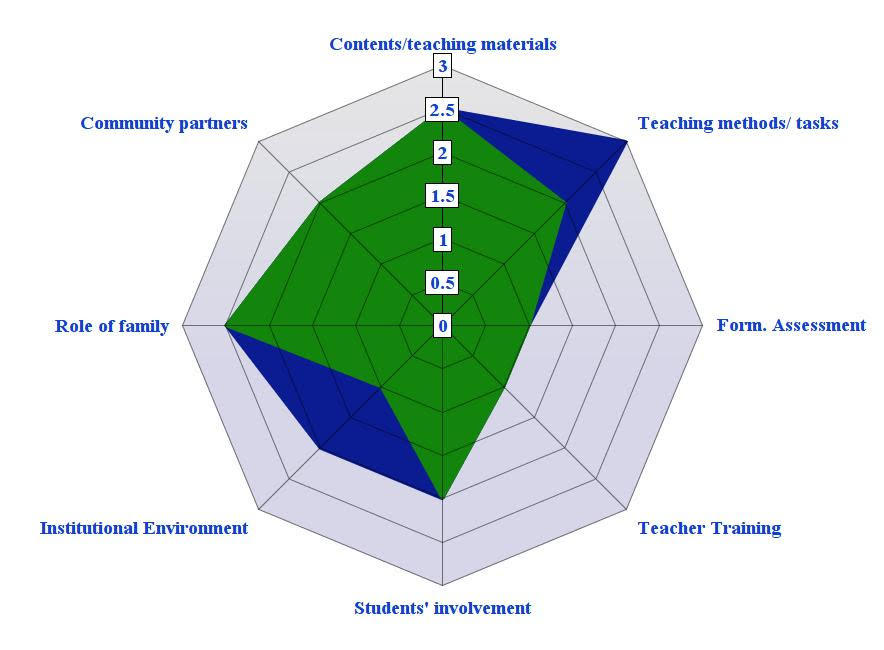 Contents/teaching materials
3
2.5
Community partners
Teaching methods/ tasks
2
1.5
1
0.5
Role of family
0
Form. Assessment
Institutional Environment
Teacher Training
Students' involvement